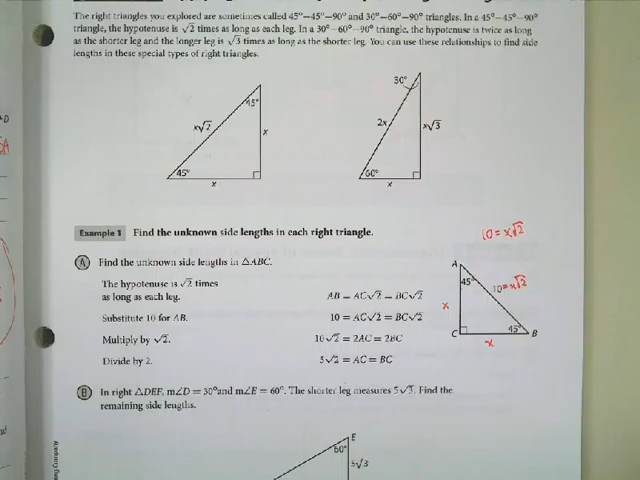 The right triangles you explored are sometimes called 45°–45°–90° and 30°–60°–90° triangles. In a 45°–45°–90°
triangle, the hypotenuse is √2 times as long as each leg. In a 30°–60°–90° triangle, the hypotenuse is twice as long
as the shorter leg and the longer leg is √3 times as long as the shorter leg. You can use these relationships to find side
lengths in these special types of right triangles.
45°
x√2
x
45°
x
30°
2x
x√3
60°
x
Example 1 Find the unknown side lengths in each right triangle.
10 = x√2
A Find the unknown side lengths in △ABC.
The hypotenuse is √2 times
as long as each leg.
AB = AC√2 = BC√2
Substitute 10 for AB.
10 = AC√2 = BC√2
Multiply by √2.
10√2 = 2AC = 2BC
Divide by 2.
5√2 = AC = BC
A
45°
10 = x√2
x
C
45°
B
x
B In right △DEF, m∠D = 30° and m∠E = 60°. The shorter leg measures 5√3. Find the
remaining side lengths.
E
60°
5√3
Company